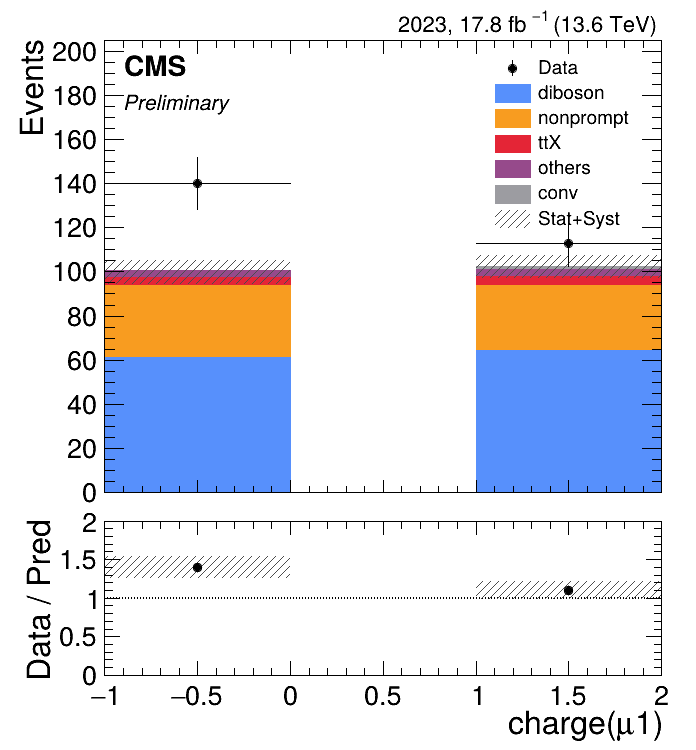 2023, 17.8 fb⁻¹ (13.6 TeV)
Events
200
180
160
140
120
100
80
60
40
20
0
CMS
Preliminary
Data
diboson
nonprompt
ttX
others
conv
Stat+Syst
Data / Pred
2
1.5
1
0.5
0
−1 −0.5 0 0.5 1 1.5 2
charge(μ1)